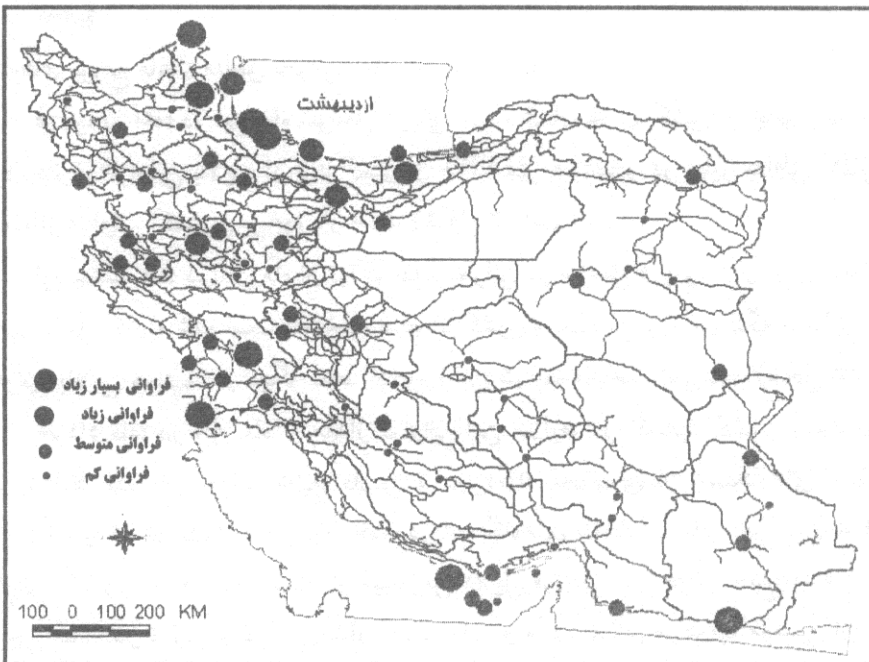 اردیبهشت
فراوانی بسیار زیاد
فراوانی زیاد
فراوانی متوسط
فراوانی کم
100 0 100 200 KM